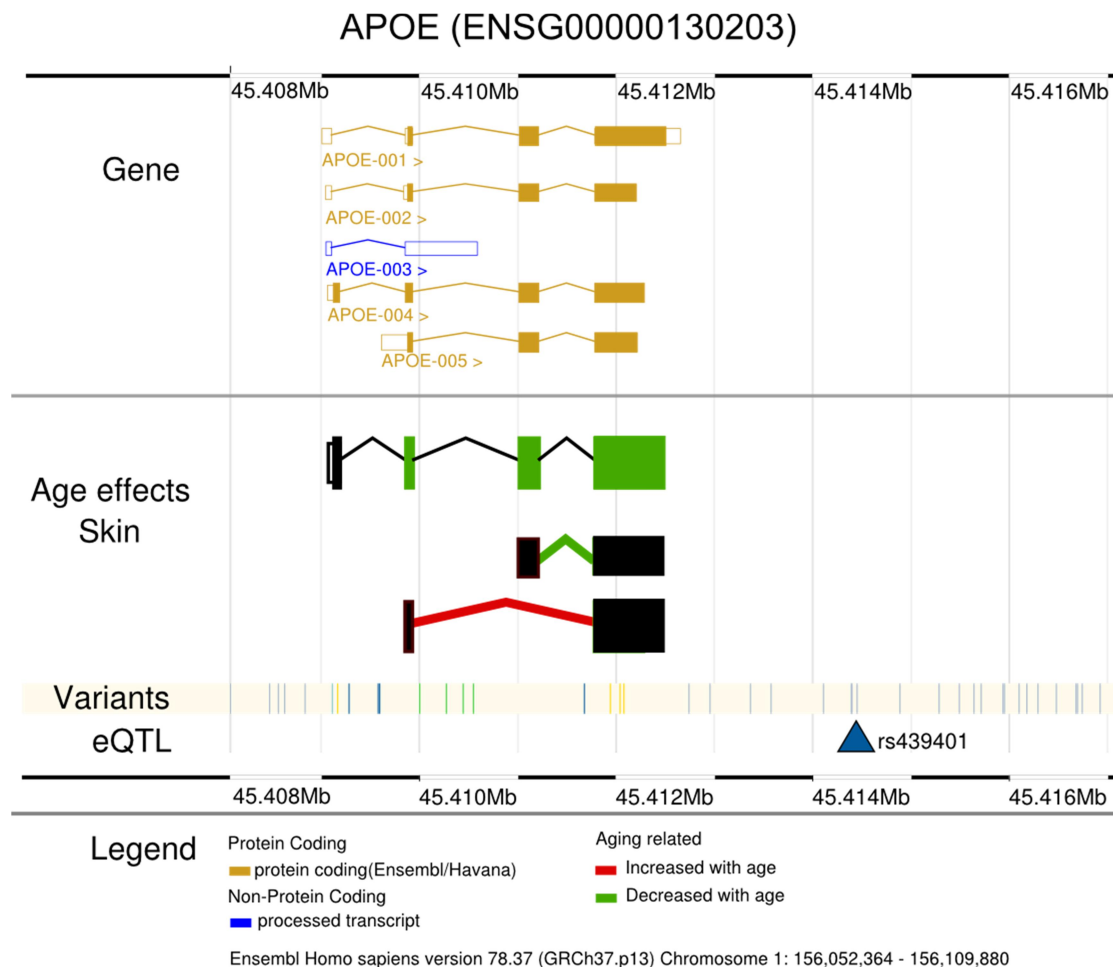 APOE (ENSG00000130203)
45.408Mb 45.410Mb 45.412Mb 45.414Mb 45.416Mb
Gene
APOE-001 >
APOE-002 >
APOE-003 >
APOE-004 >
APOE-005 >
Age effects
Skin
Variants
eQTL
rs439401
45.408Mb 45.410Mb 45.412Mb 45.414Mb 45.416Mb
Legend
Protein Coding
protein coding(Ensembl/Havana)
Non-Protein Coding
processed transcript
Aging related
Increased with age
Decreased with age
Ensembl Homo sapiens version 78.37 (GRCh37.p13) Chromosome 1: 156,052,364 - 156,109,880